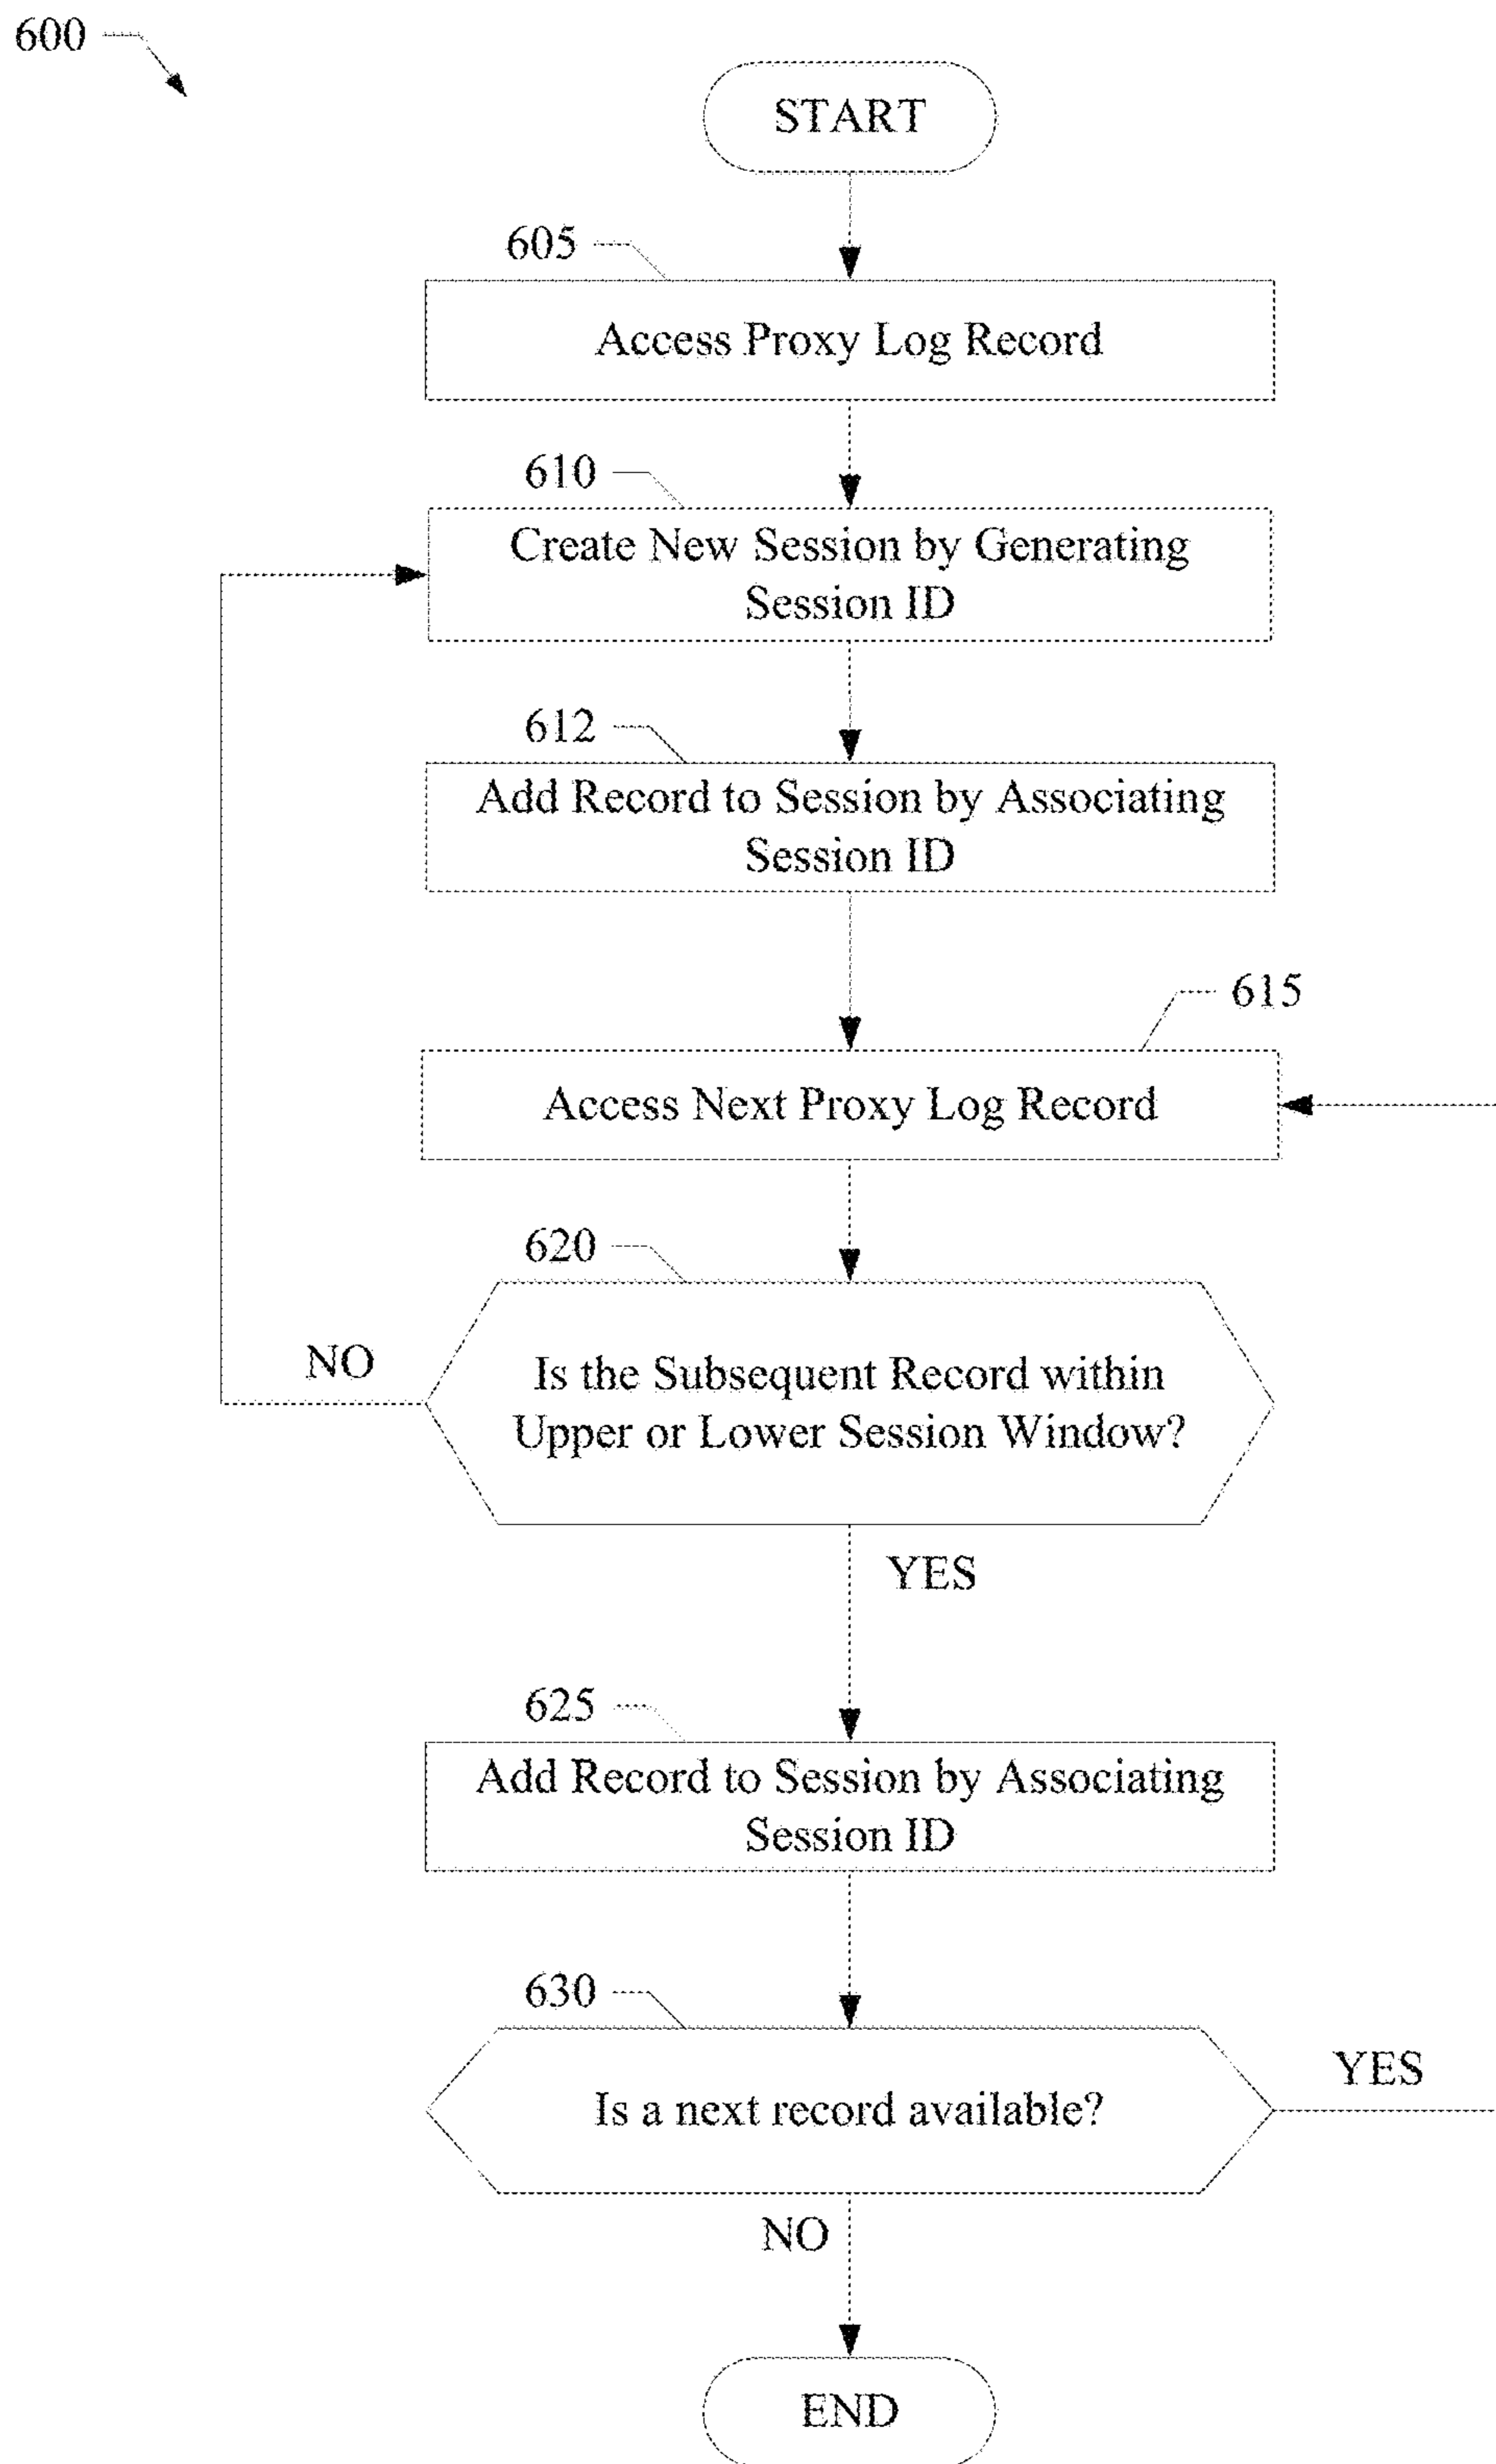 600
START
605
Access Proxy Log Record
610
Create New Session by Generating
Session ID
612
Add Record to Session by Associating
Session ID
615
Access Next Proxy Log Record
620
NO
Is the Subsequent Record within
Upper or Lower Session Window?
YES
625
Add Record to Session by Associating
Session ID
630
YES
Is a next record available?
NO
END